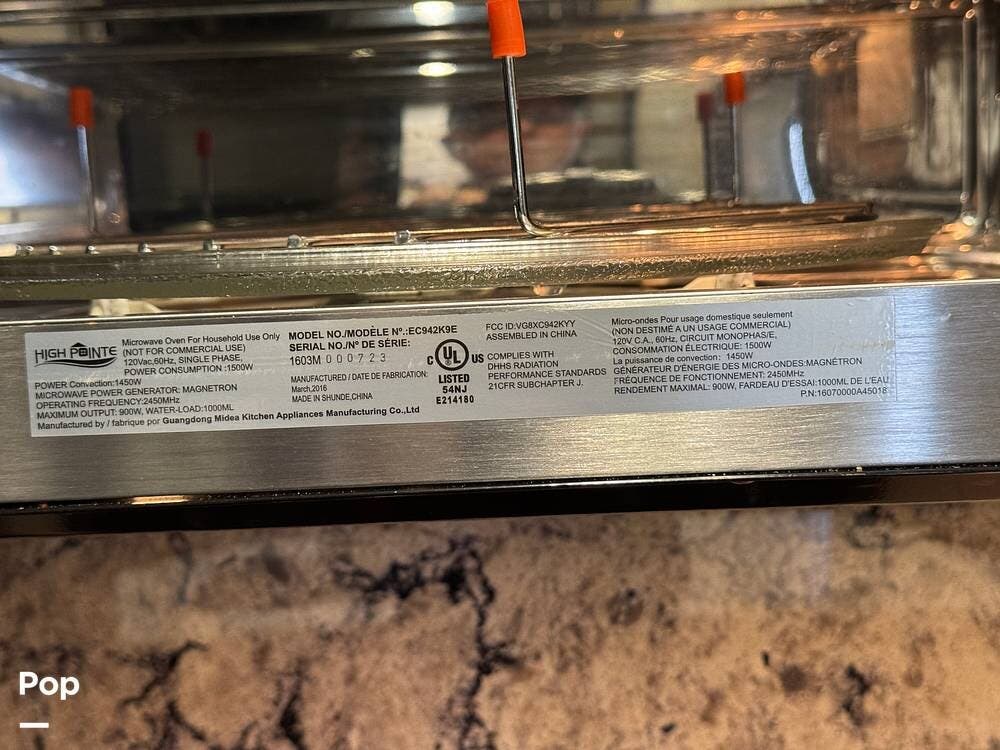 HIGH POINTE
Microwave Oven For Household Use Only
(NOT FOR COMMERCIAL USE)
120Vac,60Hz, SINGLE PHASE,
POWER CONSUMPTION :1500W
POWER Convection:1450W
MICROWAVE POWER GENERATOR: MAGNETRON
OPERATING FREQUENCY:2450MHz
MAXIMUM OUTPUT: 900W, WATER-LOAD:1000ML
Manufactured by / fabrique por Guangdong Midea Kitchen Appliances Manufacturing Co.,Ltd
MODEL NO./MODÈLE Nº.:EC942K9E
SERIAL NO./Nº DE SÉRIE:
1603M 000723
MANUFACTURED / DATE DE FABRICATION:
March,2016
MADE IN SHUNDE,CHINA
C UL US
LISTED
54NJ
E214180
FCC ID:VG8XC942KYY
ASSEMBLED IN CHINA
COMPLIES WITH
DHHS RADIATION
PERFORMANCE STANDARDS
21CFR SUBCHAPTER J.
Micro-ondes Pour usage domestique seulement
(NON DESTINÉ A UN USAGE COMMERCIAL)
120V C.A., 60Hz, CIRCUIT MONOPHAS/E,
CONSOMMATION ÉLECTRIQUE: 1500W
La puissance de convection: 1450W
GÉNÉRATEUR D'ÉNERGIE DES MICRO-ONDES:MAGNÉTRON
FRÉQUENCE DE FONCTIONNEMENT: 2450MHz
RENDEMENT MAXIMAL: 900W, FARDEAU D'ESSAI:1000ML DE L'EAU
P.N:16070000A45018
Pop